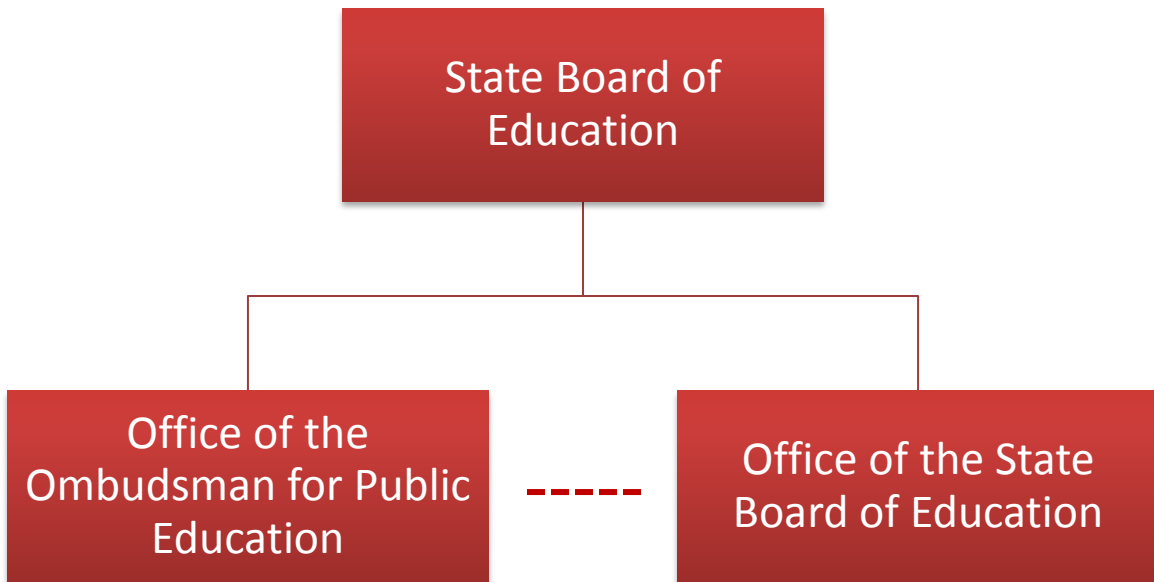 State Board of
Education
Office of the
Ombudsman for Public
Education
Office of the State
Board of Education